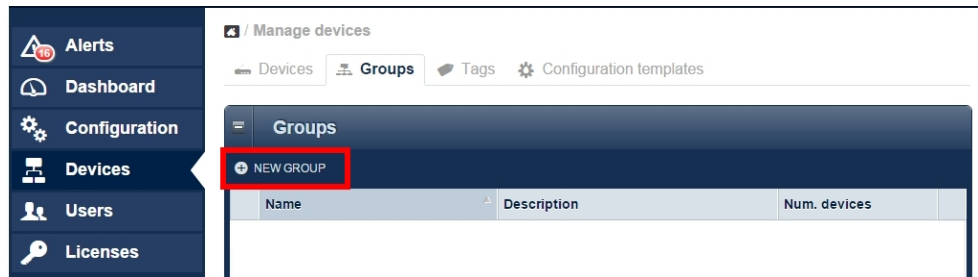 16
Alerts
Dashboard
Configuration
Devices
Users
Licenses
/ Manage devices
Devices Groups Tags Configuration templates
Groups
NEW GROUP
Name Description Num. devices